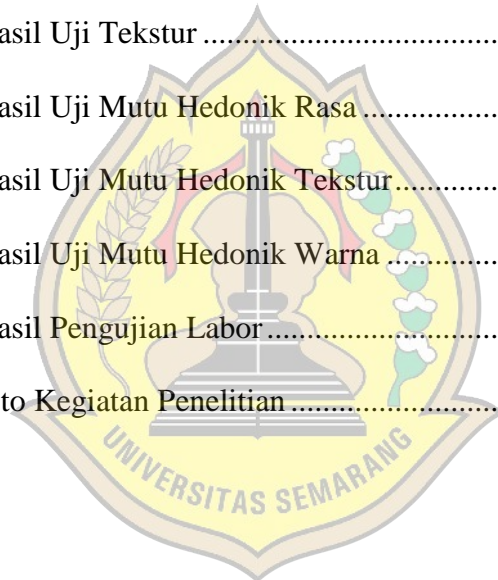 asil Uji Tekstur ....................................
asil Uji Mutu Hedonik Rasa .................
asil Uji Mutu Hedonik Tekstur.............
asil Uji Mutu Hedonik Warna ..............
asil Pengujian Labor.............................
to Kegiatan Penelitian ..........................
UNIVERSITAS SEMARANG